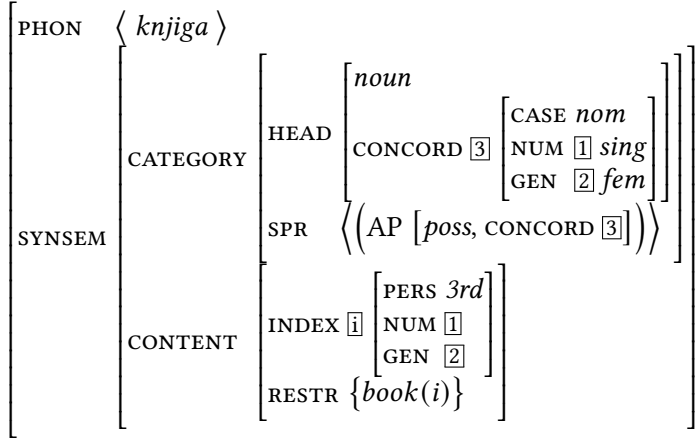 PHON ⟨ knjiga ⟩
noun
CASE nom
HEAD
CONCORD [3] NUM [1] sing
CATEGORY
GEN [2] fem
SYNSEM SPR ⟨(AP [poss, CONCORD [3]])⟩
PERS 3rd
INDEX [i] NUM [1]
CONTENT
GEN [2]
RESTR {book(i)}